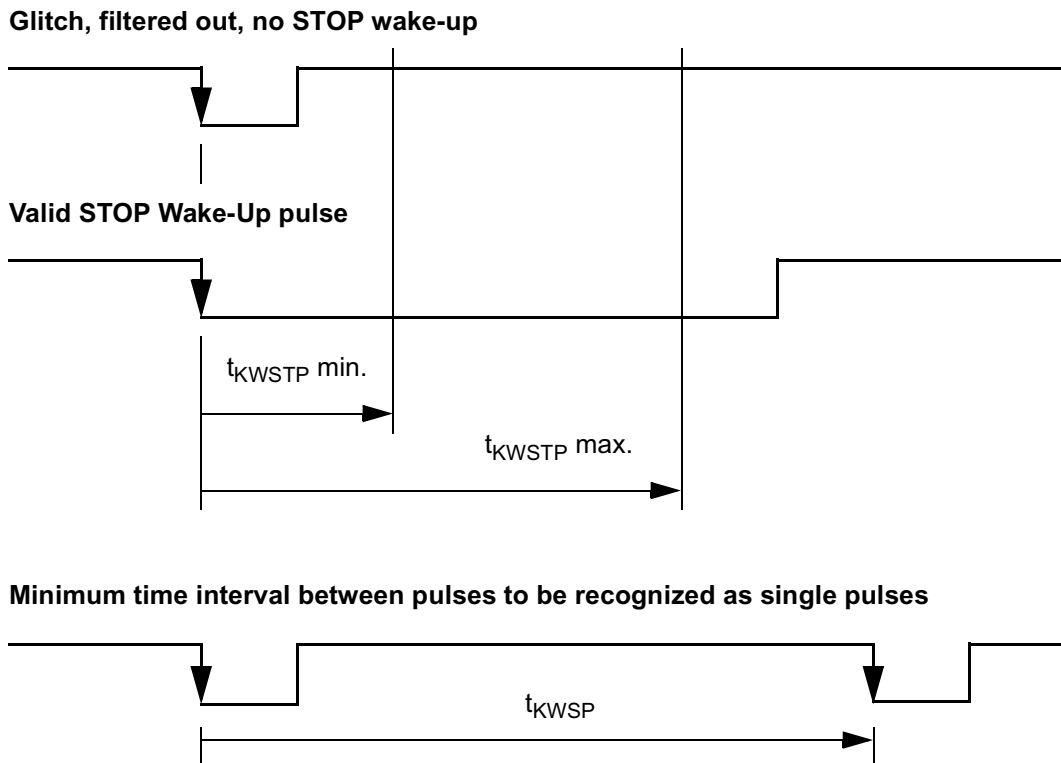 Glitch, filtered out, no STOP wake-up
Valid STOP Wake-Up pulse
tKWSTP min.
tKWSTP max.
Minimum time interval between pulses to be recognized as single pulses
tKWSP